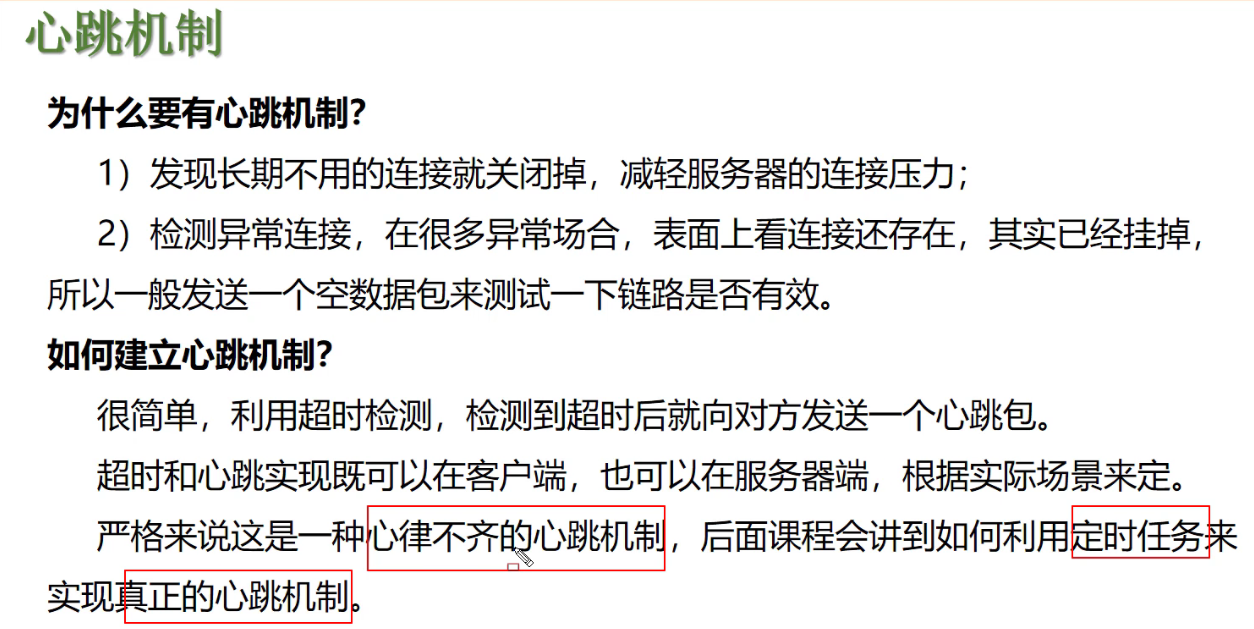 心跳机制
为什么要有心跳机制？
1）发现长期不用的连接就关闭掉，减轻服务器的连接压力；
2）检测异常连接，在很多异常场合，表面上看连接还存在，其实已经挂掉，
所以一般发送一个空数据包来测试一下链路是否有效。
如何建立心跳机制？
很简单，利用超时检测，检测到超时后就向对方发送一个心跳包。
超时和心跳实现既可以在客户端，也可以在服务器端，根据实际场景来定。
严格来说这是一种心律不齐的心跳机制，后面课程会讲到如何利用定时任务来
实现真正的心跳机制。